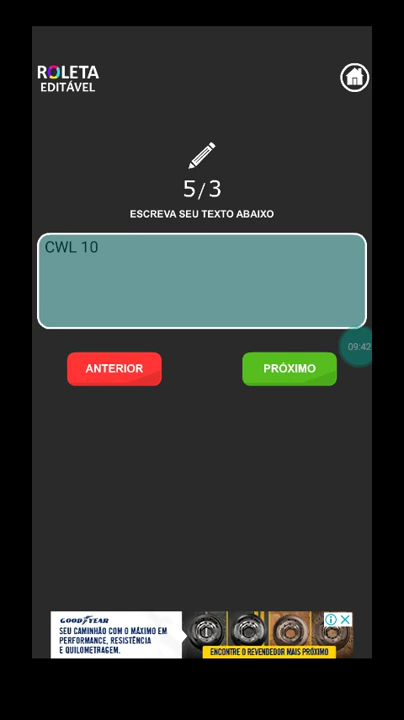 ROLETA
EDITÁVEL
5/3
ESCREVA SEU TEXTO ABAIXO
CWL 10
09:42
ANTERIOR
PRÓXIMO
GOODYEAR
SEU CAMINHÃO COM O MÁXIMO EM
PERFORMANCE, RESISTÊNCIA
E QUILOMETRAGEM.
ENCONTRE O REVENDEDOR MAIS PRÓXIMO